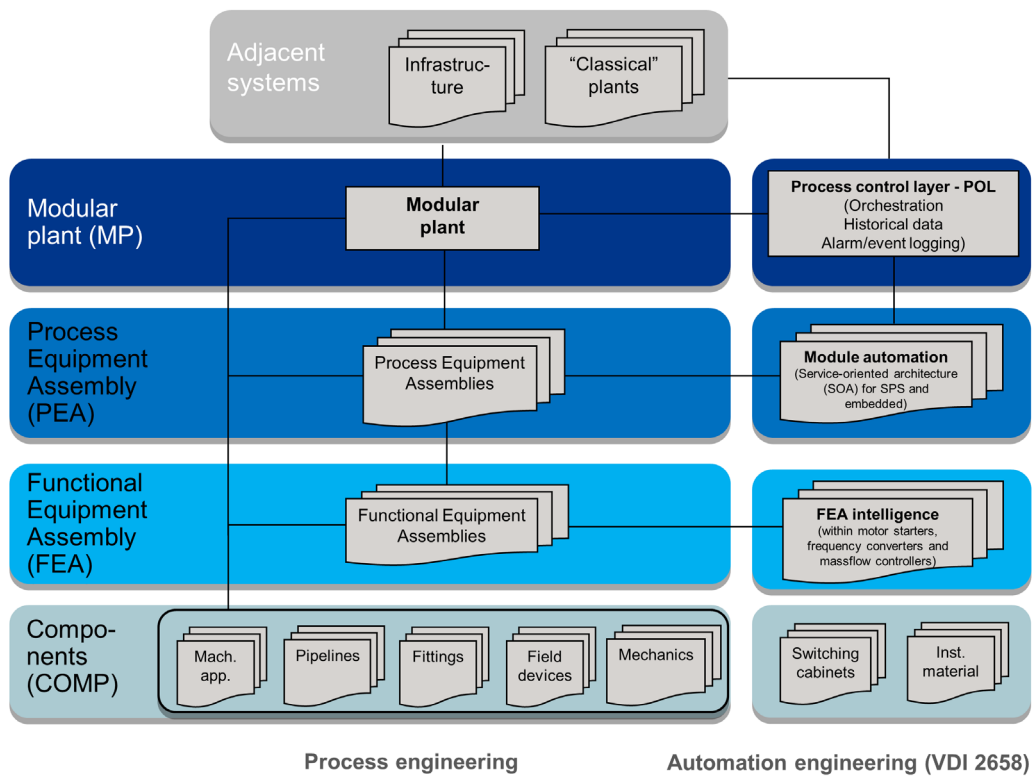 Adjacent
systems
Infrastruc-
ture
“Classical”
plants
Modular
plant (MP)
Modular
plant
Process control layer - POL
(Orchestration
Historical data
Alarm/event logging)
Process
Equipment
Assembly
(PEA)
Process Equipment
Assemblies
Module automation
(Service-oriented architecture
(SOA) for SPS and
embedded)
Functional
Equipment
Assembly
(FEA)
Functional Equipment
Assemblies
FEA intelligence
(within motor starters,
frequency converters and
massflow controllers)
Compo-
nents
(COMP)
Mach.
app.
Pipelines
Fittings
Field
devices
Mechanics
Switching
cabinets
Inst.
material
Process engineering
Automation engineering (VDI 2658)